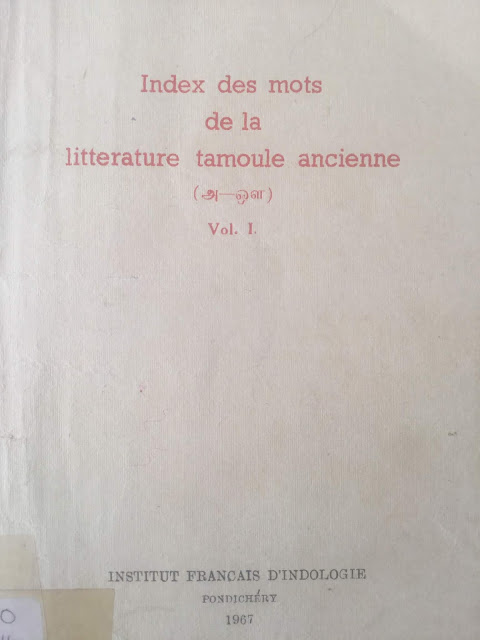 Index des mots
de la
litterature tamoule ancienne
(அ—ஔ)
Vol. I.
INSTITUT FRANCAIS D'INDOLOGIE
PONDICHÉRY
1967
O